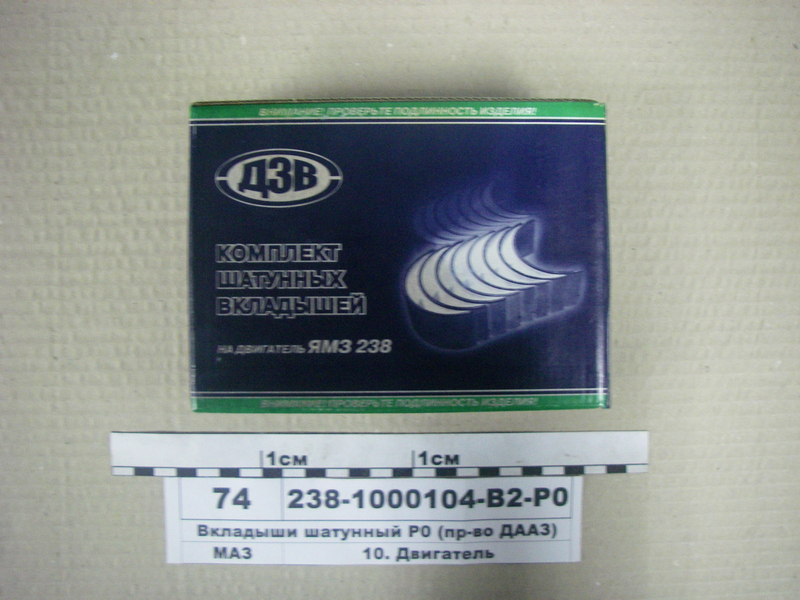 ВНИМАНИЕ! ПРОВЕРЬТЕ ПОДЛИННОСТЬ ИЗДЕЛИЯ!
ДЗВ
КОМПЛЕКТ
ШАТУННЫХ
ВКЛАДЫШЕЙ
НА ДВИГАТЕЛЬ ЯМЗ 238
ВНИМАНИЕ! ПРОВЕРЬТЕ ПОДЛИННОСТЬ ИЗДЕЛИЯ!
1см 1см
74 238-1000104-В2-Р0
Вкладыши шатунный Р0 (пр-во ДААЗ)
МАЗ 10. Двигатель